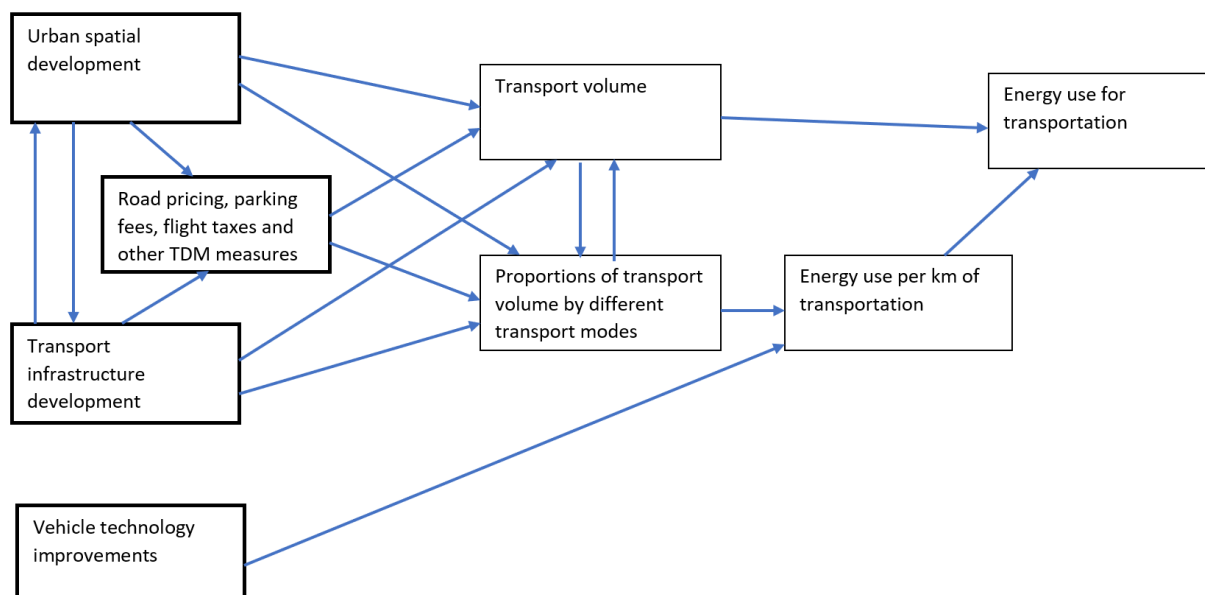 Urban spatial
development
Transport volume
Energy use for
transportation
Road pricing, parking
fees, flight taxes and
other TDM measures
Proportions of transport
volume by different
transport modes
Energy use per km of
transportation
Transport
infrastructure
development
Vehicle technology
improvements